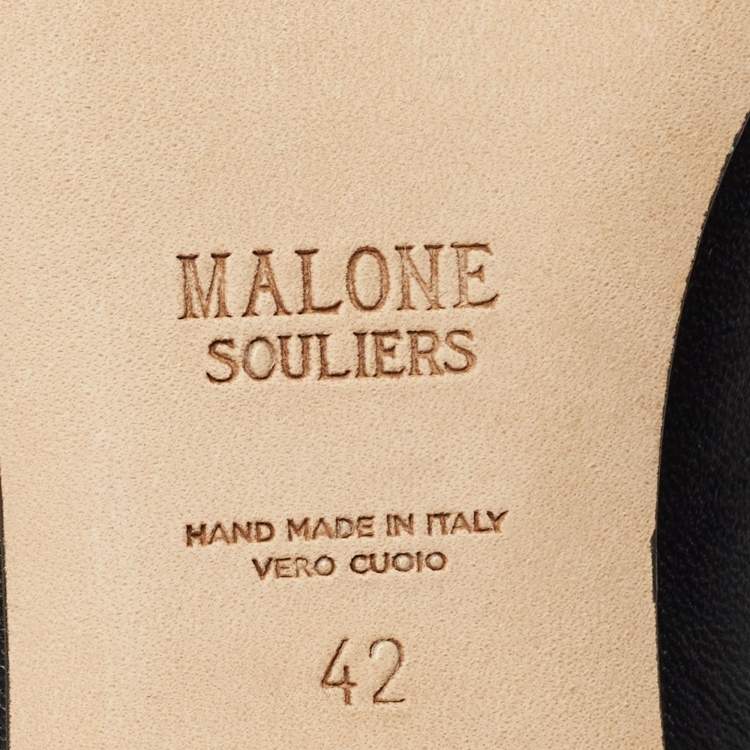 MALONE
SOULIERS
HAND MADE IN ITALY
VERO CUOIO
42